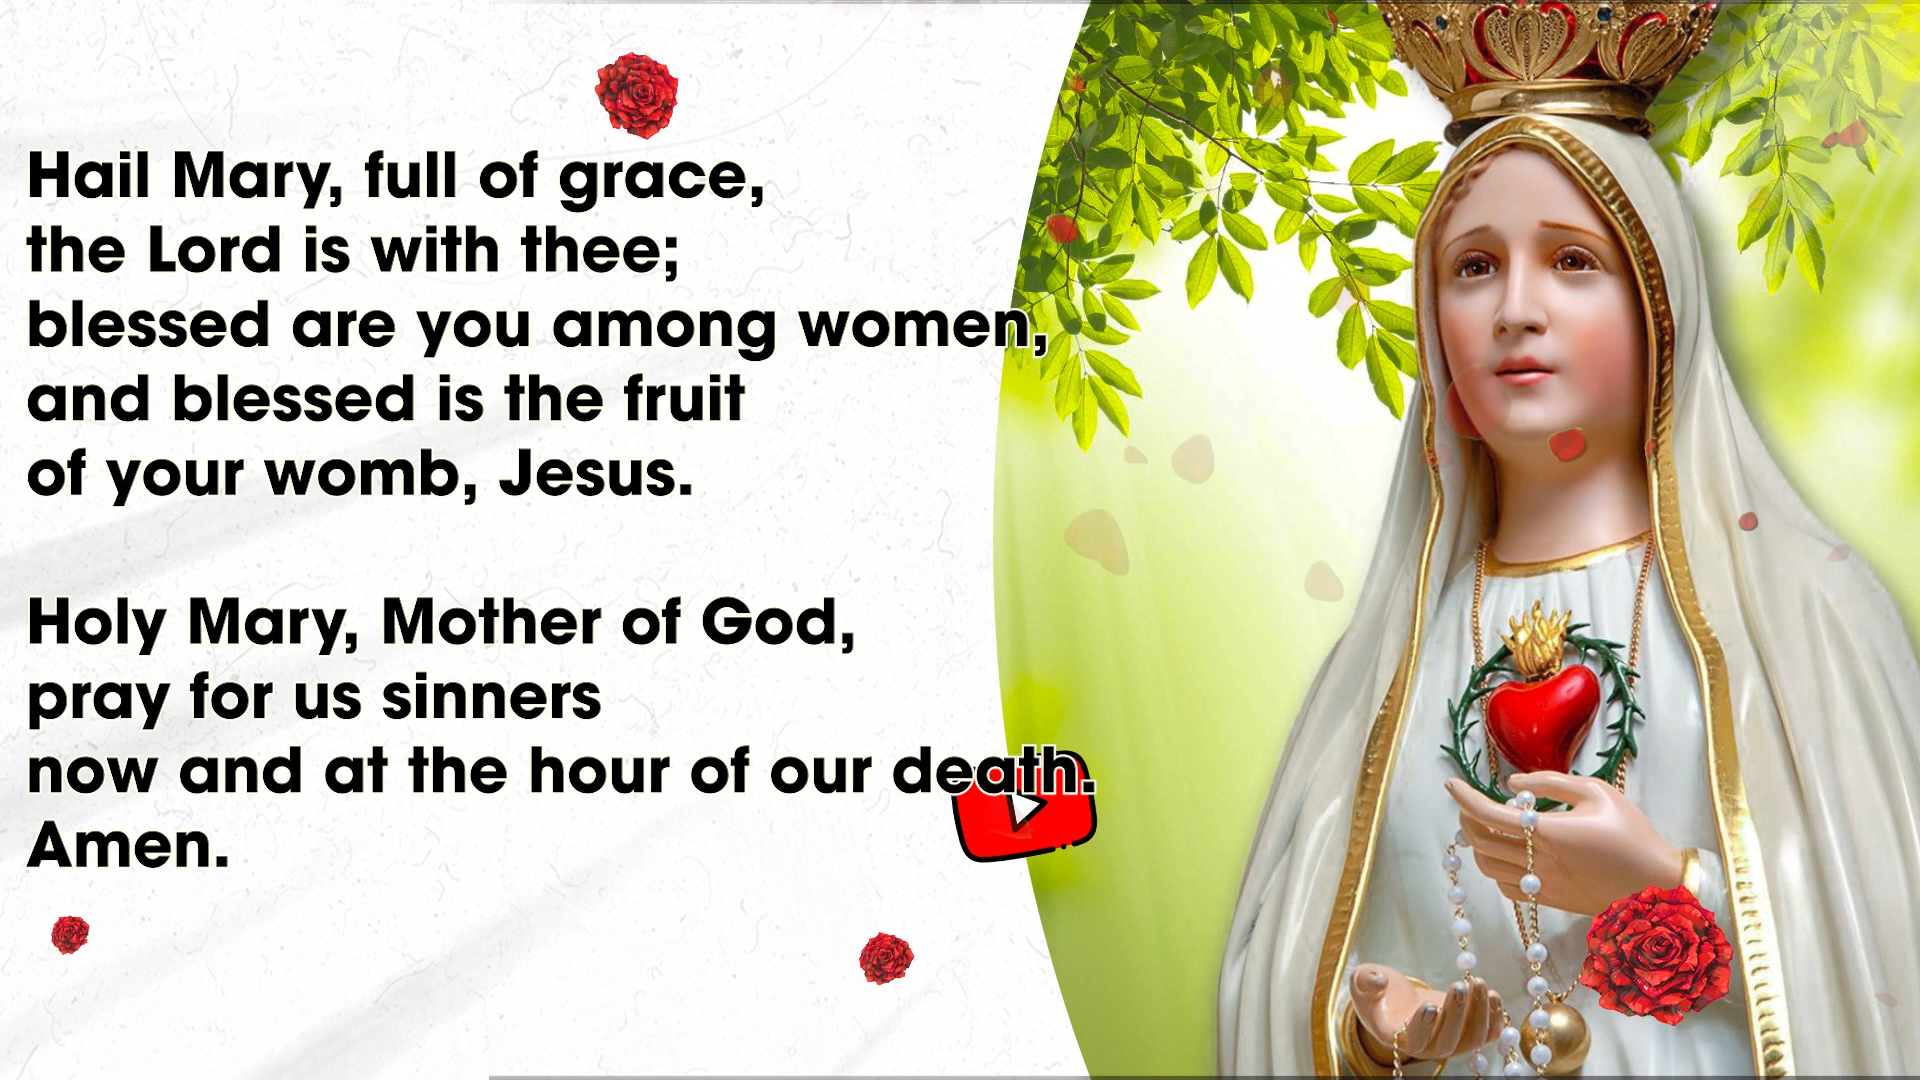 Hail Mary, full of grace,
the Lord is with thee;
blessed are you among women,
and blessed is the fruit
of your womb, Jesus.
Holy Mary, Mother of God,
pray for us sinners
now and at the hour of our death.
Amen.